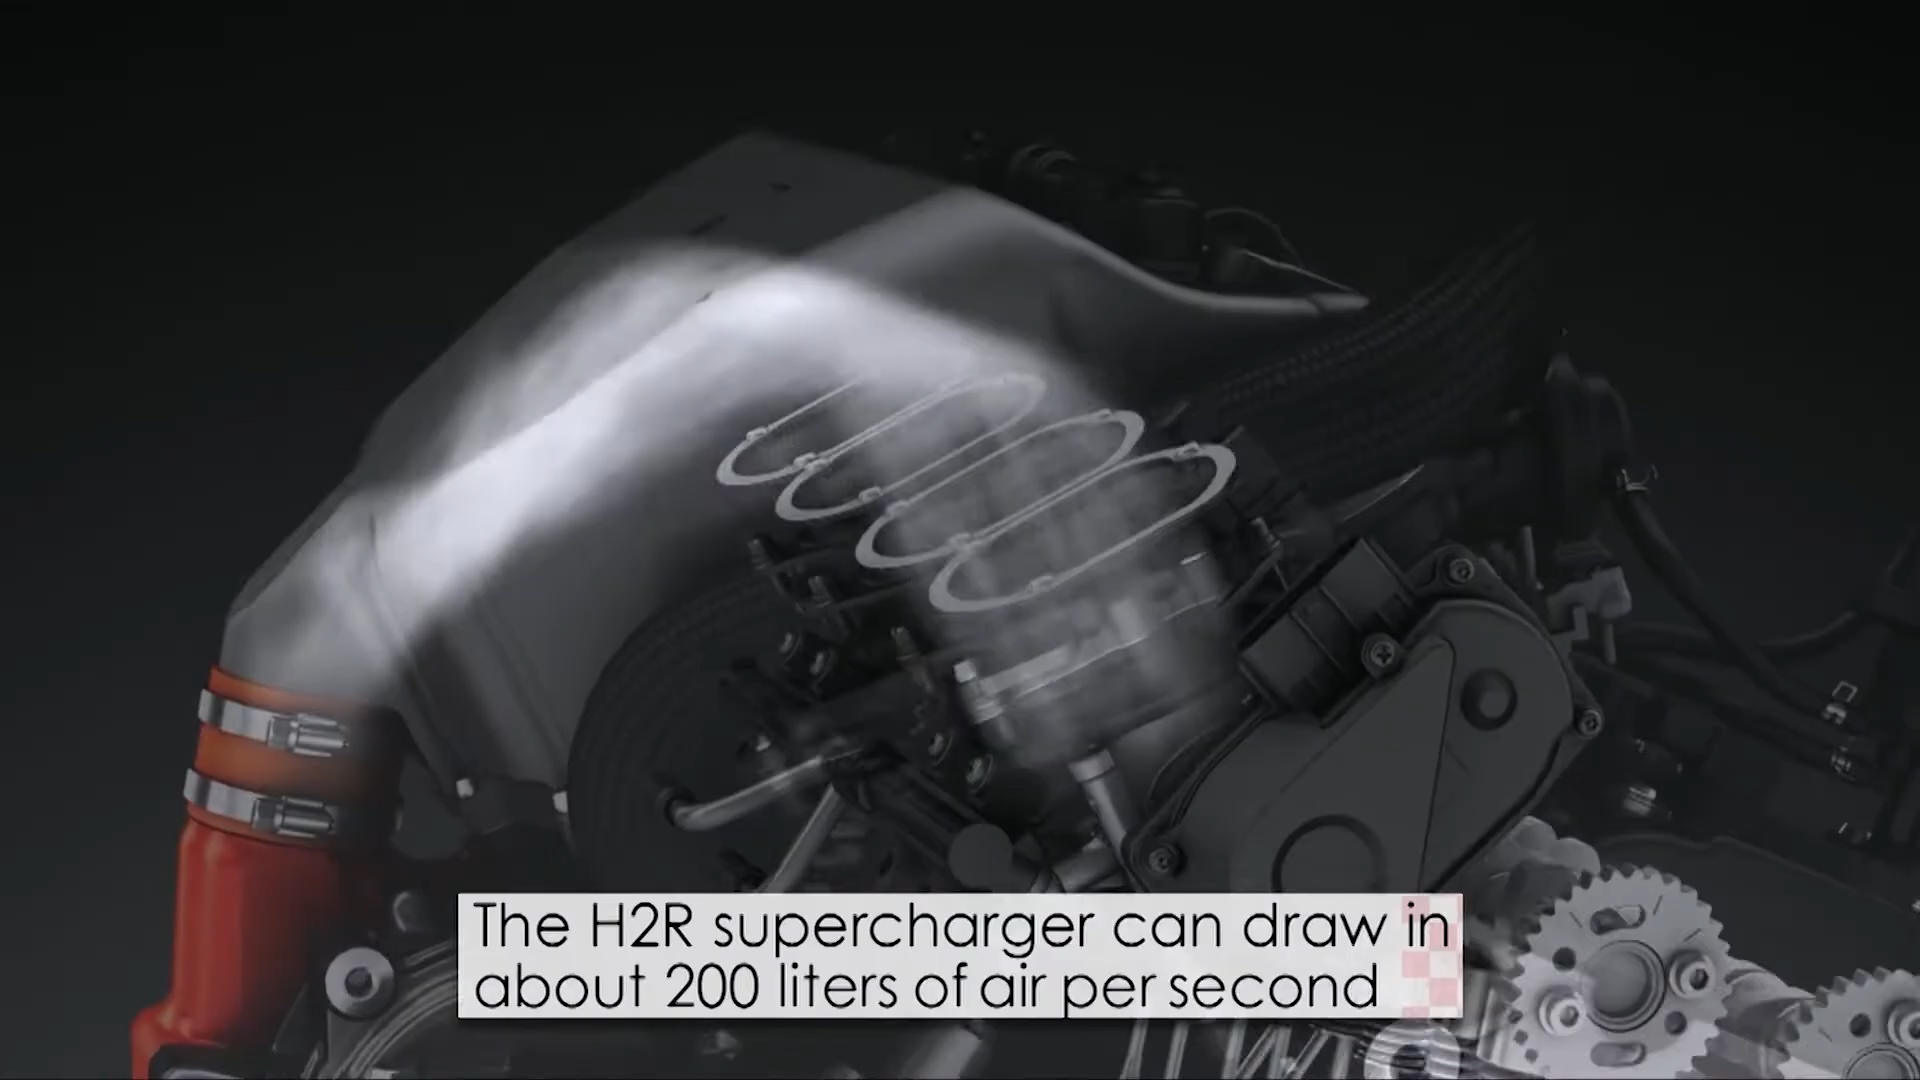 The H2R supercharger can draw in
about 200 liters of air per second